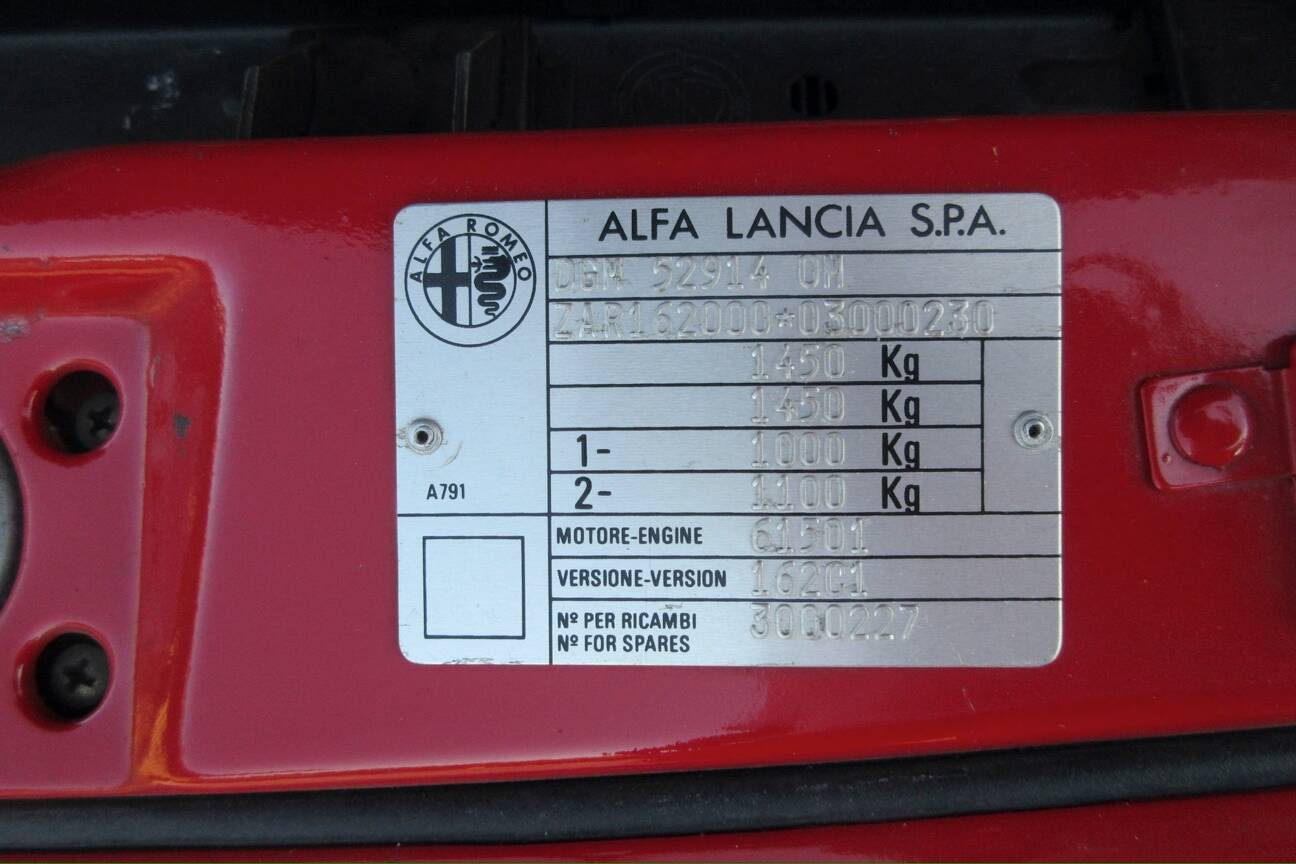 ALFA ROMEO
ALFA LANCIA S.P.A.
DGM 52914 OM
ZAR162000*03000230
1450 Kg
1450 Kg
1- 1000 Kg
2- 1100 Kg
A791
MOTORE-ENGINE 61501
VERSIONE-VERSION 162C1
Nº PER RICAMBI 3000227
Nº FOR SPARES